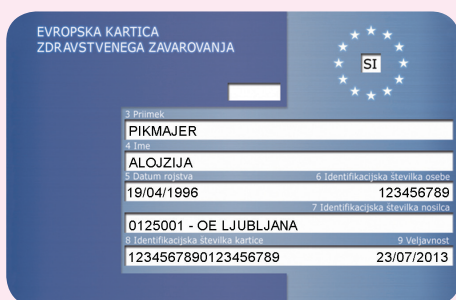 EVROPSKA KARTICA
ZDRAVSTVENEGA ZAVAROVANJA
SI
3 Priimek
PIKMAJER
4 Ime
ALOJZIJA
5 Datum rojstva 6 Identifikacijska številka osebe
19/04/1996 123456789
7 Identifikacijska številka nosilca
0125001 - OE LJUBLJANA
8 Identifikacijska številka kartice 9 Veljavnost
1234567890123456789 23/07/2013